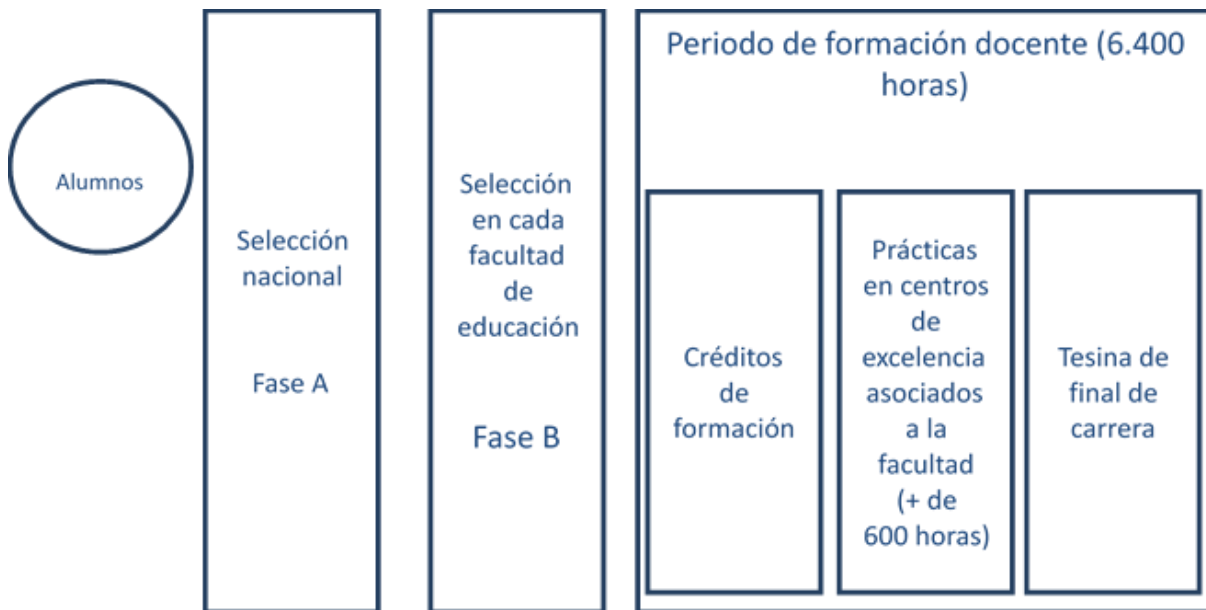 Alumnos
Selección
nacional
Fase A
Selección
en cada
facultad
de
educación
Fase B
Periodo de formación docente (6.400
horas)
Créditos
de
formación
Prácticas
en centros
de
excelencia
asociados
a la
facultad
(+ de
600 horas)
Tesina de
final de
carrera